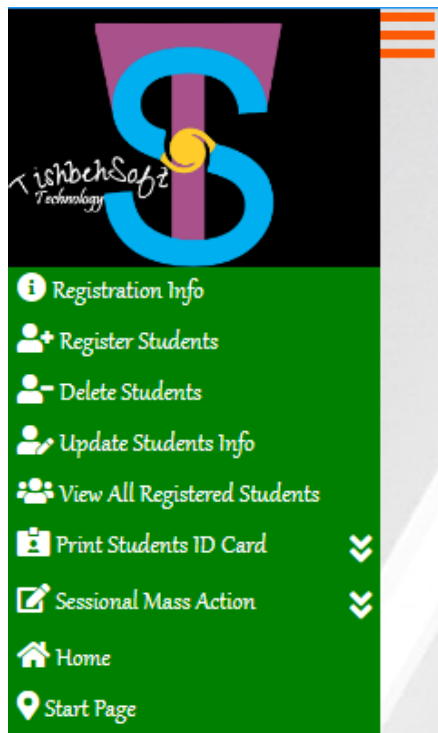 TishbehSoft
Technology
Registration Info
Register Students
Delete Students
Update Students Info
View All Registered Students
Print Students ID Card
Sessional Mass Action
Home
Start Page